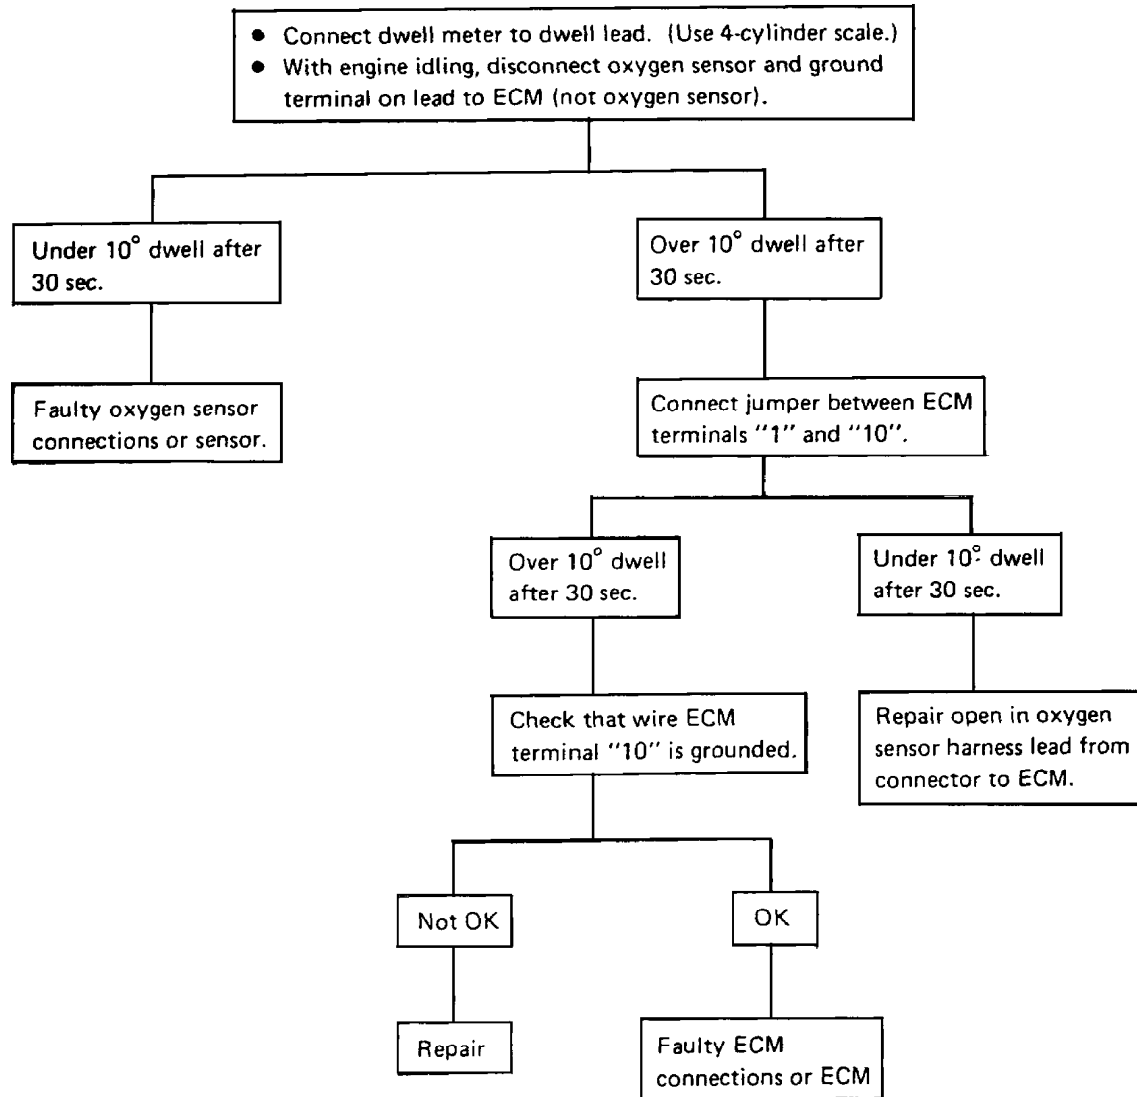 ● Connect dwell meter to dwell lead. (Use 4-cylinder scale.)
● With engine idling, disconnect oxygen sensor and ground
terminal on lead to ECM (not oxygen sensor).
Under 10° dwell after
30 sec.
Over 10° dwell after
30 sec.
Faulty oxygen sensor
connections or sensor.
Connect jumper between ECM
terminals "1" and "10".
Over 10° dwell
after 30 sec.
Under 10° dwell
after 30 sec.
Check that wire ECM
terminal "10" is grounded.
Repair open in oxygen
sensor harness lead from
connector to ECM.
Not OK
OK
Repair
Faulty ECM
connections or ECM